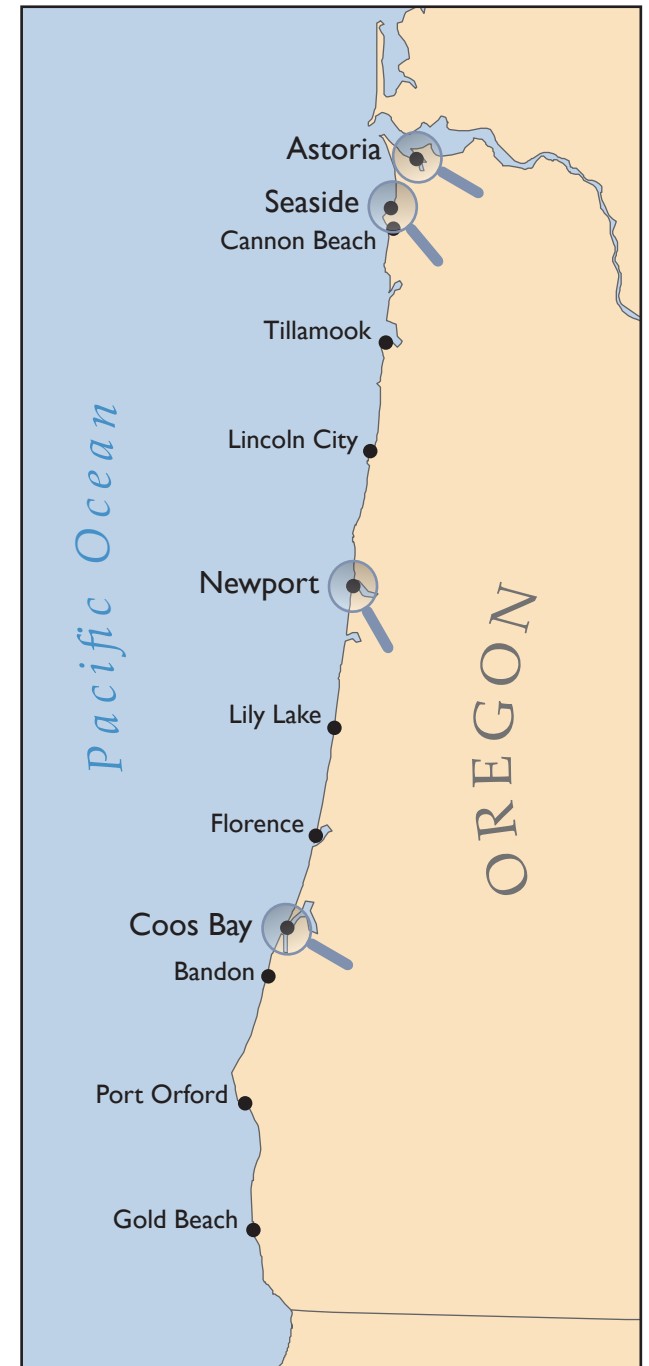 Astoria
Seaside
Cannon Beach
Tillamook
Lincoln City
Pacific Ocean
Newport
OREGON
Lily Lake
Florence
Coos Bay
Bandon
Port Orford
Gold Beach